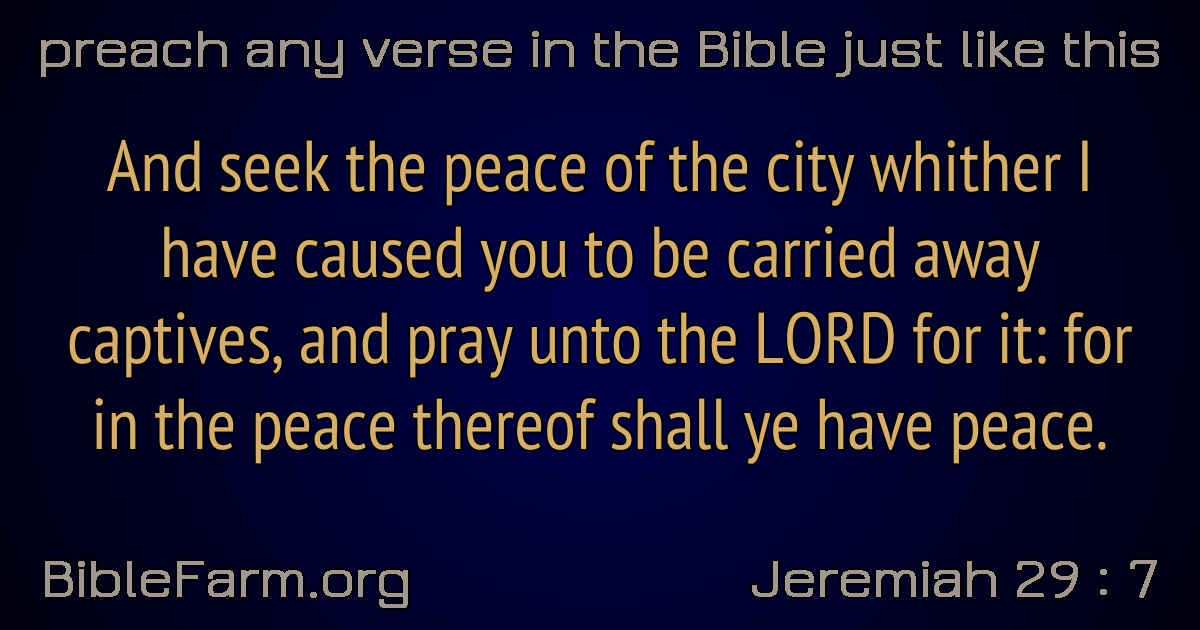 preach any verse in the Bible just like this
And seek the peace of the city whither I
have caused you to be carried away
captives, and pray unto the LORD for it: for
in the peace thereof shall ye have peace.
BibleFarm.org
Jeremiah 29 : 7